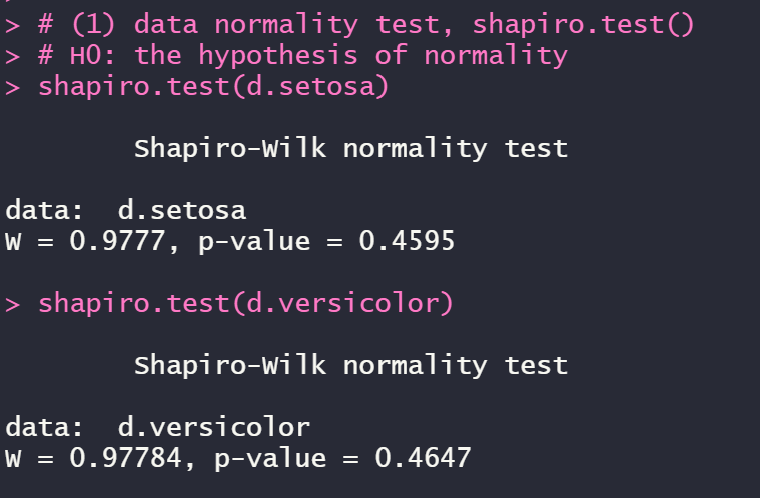 > # (1) data normality test, shapiro.test()
> # H0: the hypothesis of normality
> shapiro.test(d.setosa)
Shapiro-Wilk normality test
data:  d.setosa
W = 0.9777, p-value = 0.4595
> shapiro.test(d.versicolor)
Shapiro-Wilk normality test
data:  d.versicolor
W = 0.97784, p-value = 0.4647